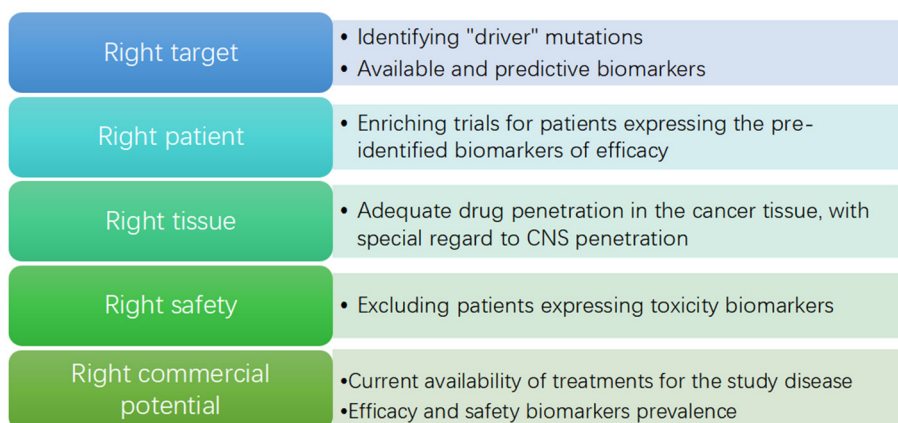 Right target
• Identifying "driver" mutations
• Available and predictive biomarkers
Right patient
• Enriching trials for patients expressing the pre-
identified biomarkers of efficacy
Right tissue
• Adequate drug penetration in the cancer tissue, with
special regard to CNS penetration
Right safety
• Excluding patients expressing toxicity biomarkers
Right commercial
potential
•Current availability of treatments for the study disease
•Efficacy and safety biomarkers prevalence